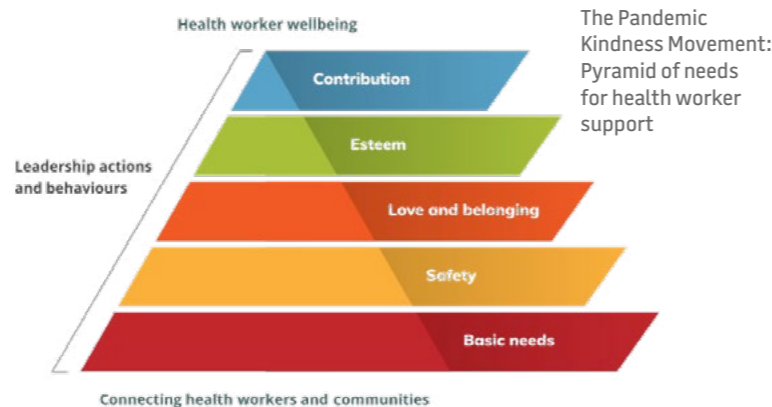 Health worker wellbeing
The Pandemic
Kindness Movement:
Pyramid of needs
for health worker
support
Contribution
Esteem
Leadership actions
and behaviours
Love and belonging
Safety
Basic needs
Connecting health workers and communities